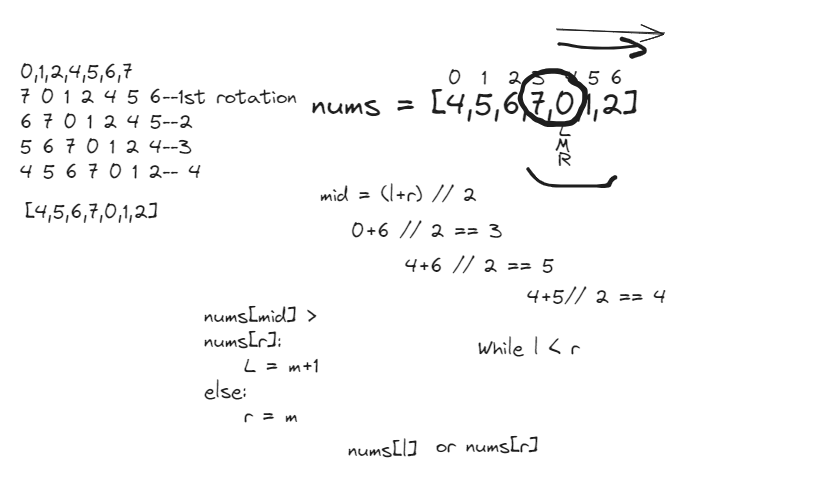 0,1,2,4,5,6,7
7 0 1 2 4 5 6--1st rotation
6 7 0 1 2 4 5--2
5 6 7 0 1 2 4--3
4 5 6 7 0 1 2-- 4
[4,5,6,7,0,1,2]
0 1 2 3 4 5 6
nums = [4,5,6,7,0,1,2]
L
M
R
mid = (l+r) // 2
0+6 // 2 == 3
4+6 // 2 == 5
4+5// 2 == 4
nums[mid] >
nums[r]:
L = m+1
else:
r = m
While l < r
nums[l] or nums[r]